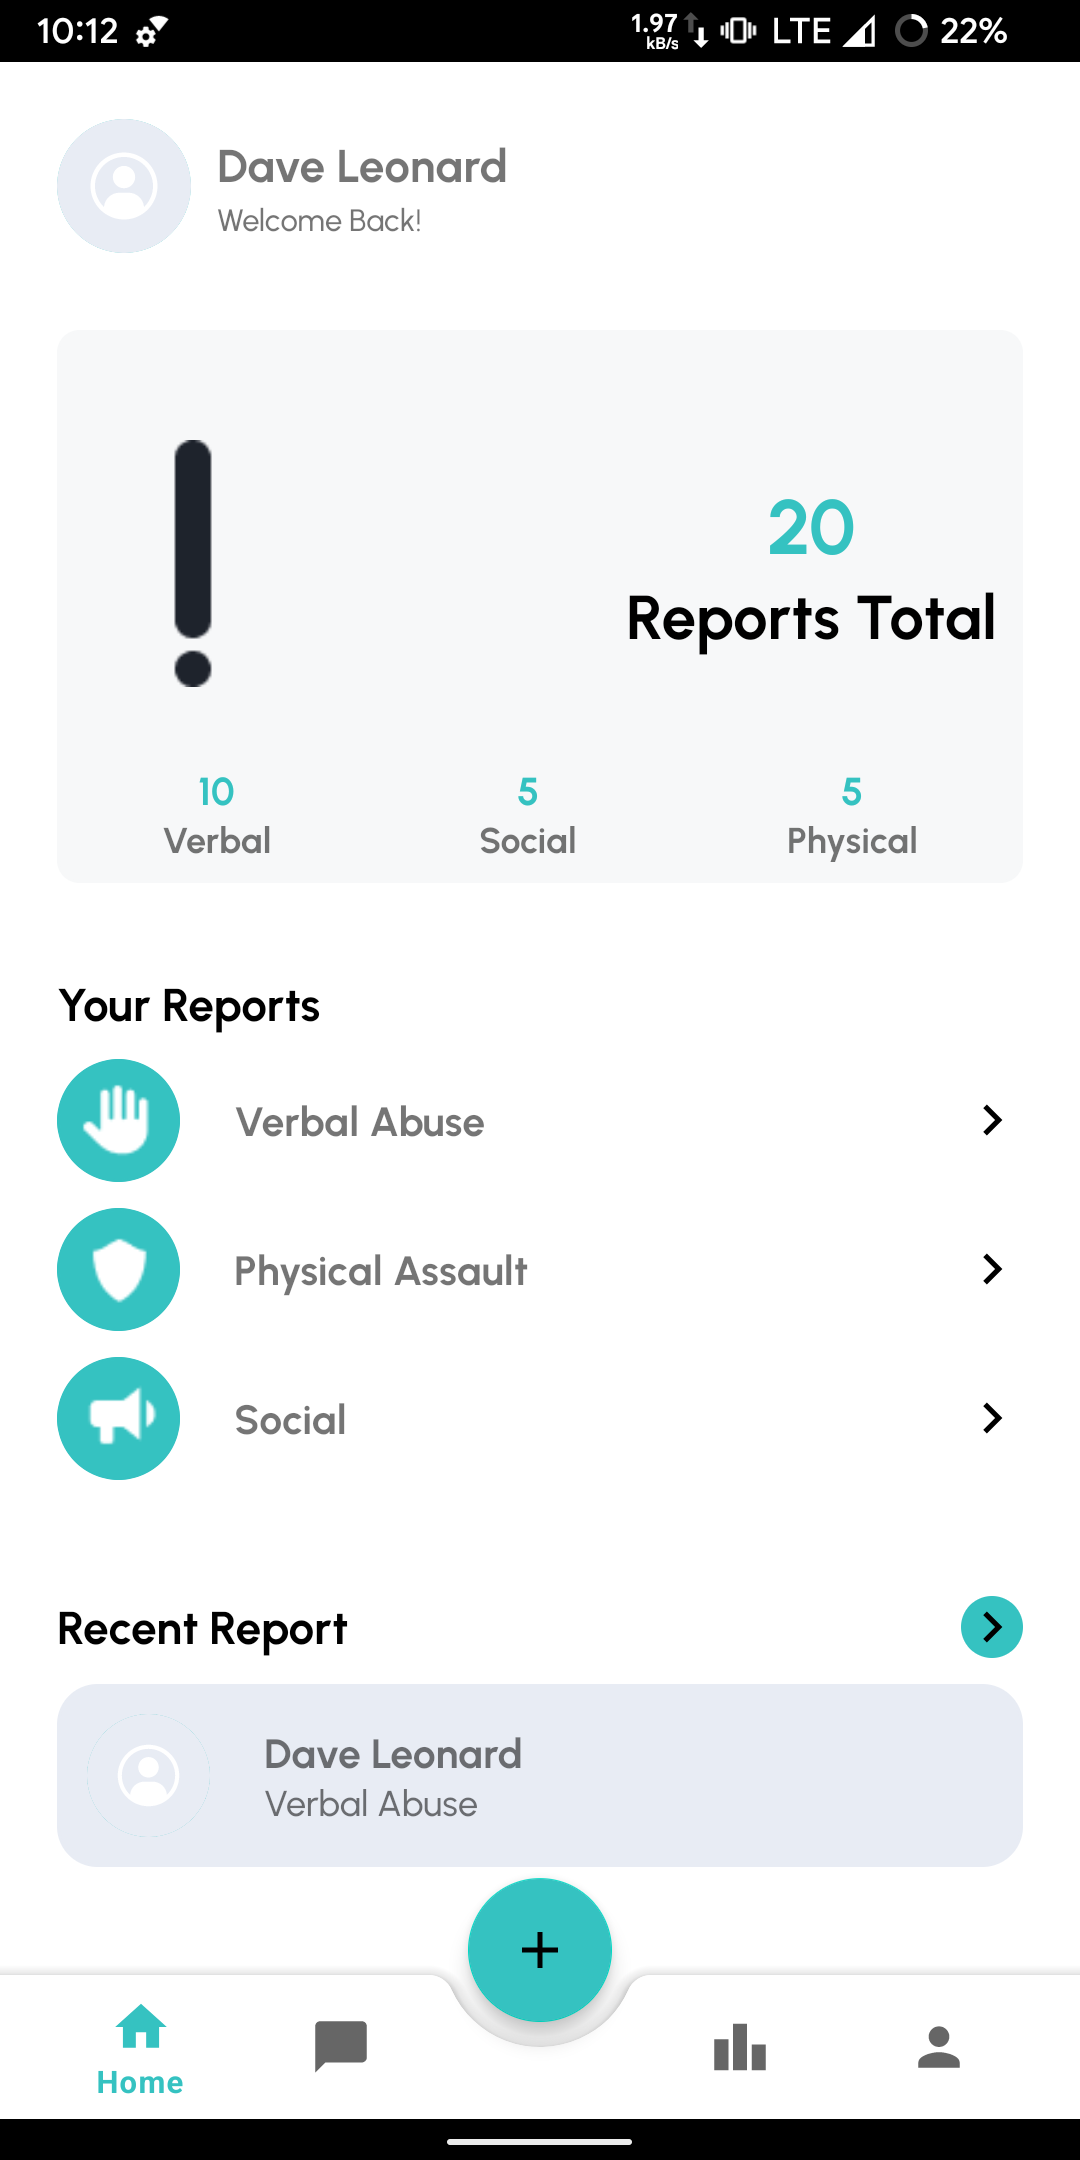 10:12
1.97
kB/s
LTE
22%
Dave Leonard
Welcome Back!
20
Reports Total
10
Verbal
5
Social
5
Physical
Your Reports
Verbal Abuse
Physical Assault
Social
Recent Report
Dave Leonard
Verbal Abuse
Home